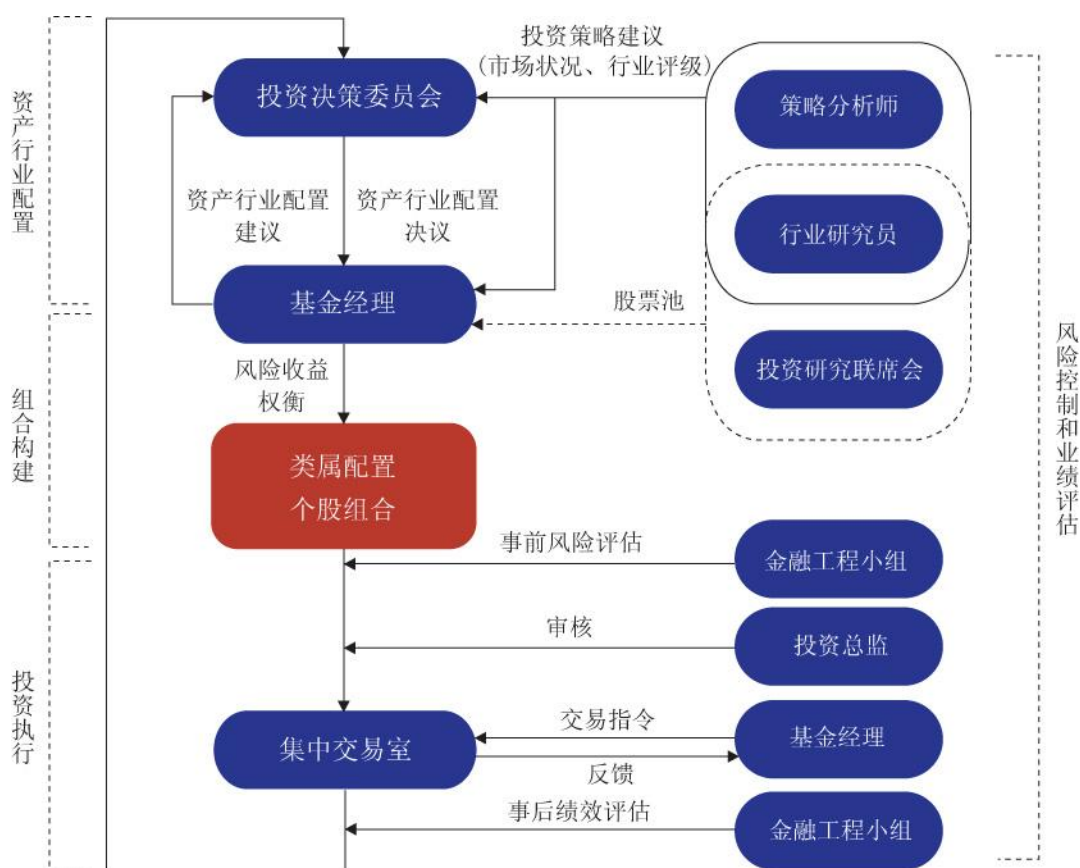 投资策略建议
(市场状况、行业评级)
投资决策委员会
策略分析师
资产行业配置
资产行业配置
建议
资产行业配置
决议
行业研究员
基金经理
股票池
投资研究联席会
风险收益
权衡
组合构建
类属配置
个股组合
风险控制和业绩评估
事前风险评估
金融工程小组
审核
投资总监
投资执行
集中交易室
交易指令
反馈
基金经理
事后绩效评估
金融工程小组